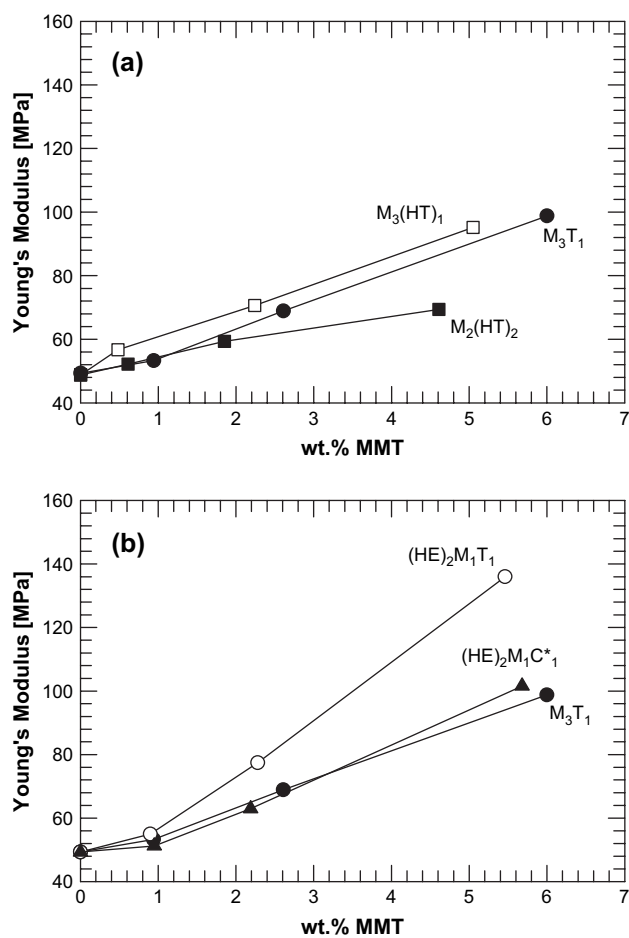 160
(a)
140
120
Young's Modulus [MPa]
M₃(HT)₁
100
M₃T₁
80
M₂(HT)₂
60
40
0 1 2 3 4 5 6 7
wt.% MMT
160
(b)
140
(HE)₂M₁T₁
120
Young's Modulus [MPa]
(HE)₂M₁C*₁
100
M₃T₁
80
60
40
0 1 2 3 4 5 6 7
wt.% MMT